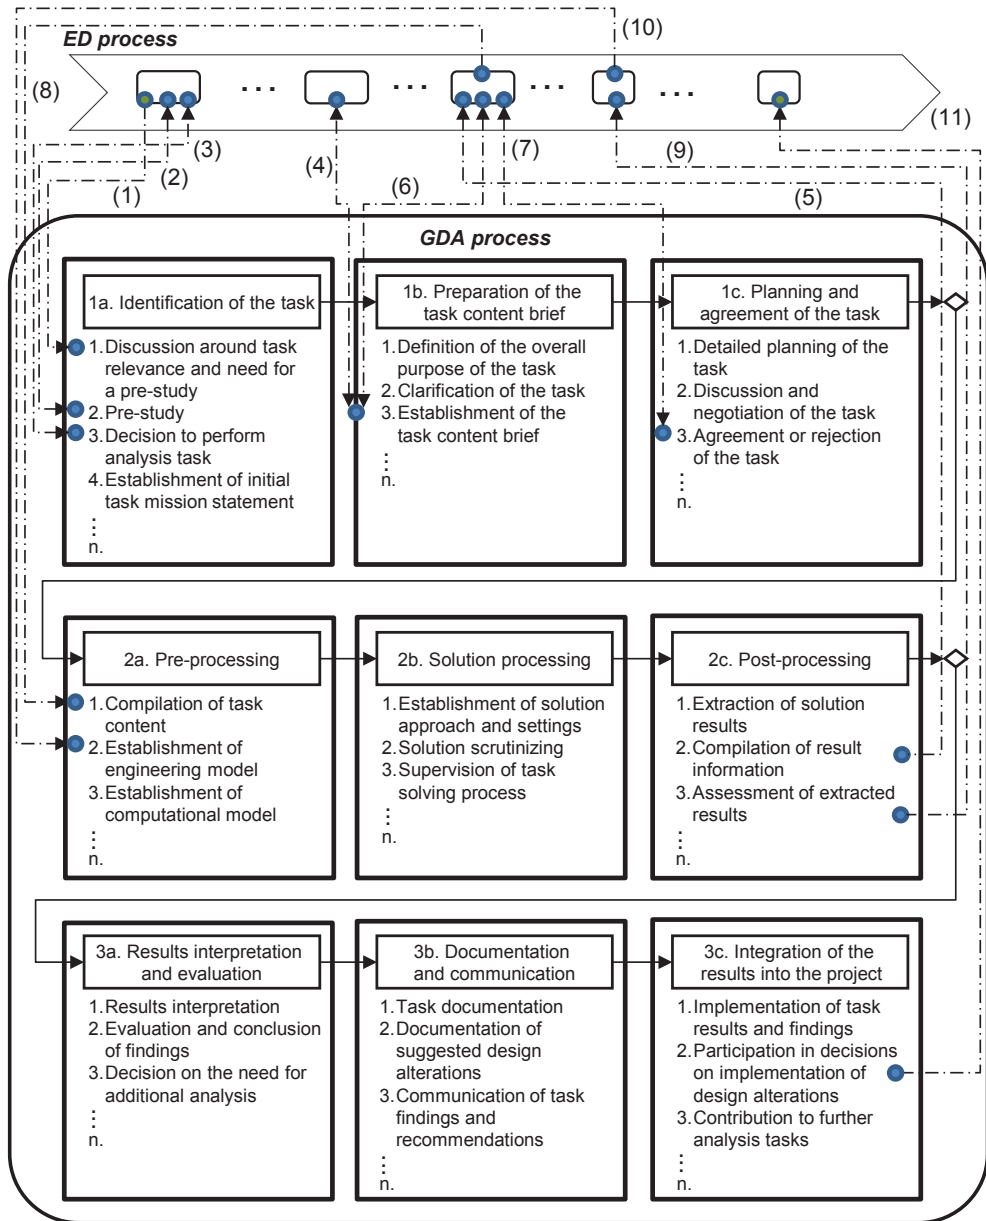 ED process
(10)
(8)
. . .
. . .
. . .
. . .
(11)
(3)
(2)
(4)
(7)
(9)
(1)
(6)
(5)
GDA process
1a. Identification of the task
1. Discussion around task
relevance and need for
a pre-study
2. Pre-study
3. Decision to perform
analysis task
4. Establishment of initial
task mission statement
n.
1b. Preparation of the
task content brief
1. Definition of the overall
purpose of the task
2. Clarification of the task
3. Establishment of the
task content brief
n.
1c. Planning and
agreement of the task
1. Detailed planning of the
task
2. Discussion and
negotiation of the task
3. Agreement or rejection
of the task
n.
2a. Pre-processing
1. Compilation of task
content
2. Establishment of
engineering model
3. Establishment of
computational model
n.
2b. Solution processing
1. Establishment of solution
approach and settings
2. Solution scrutinizing
3. Supervision of task
solving process
n.
2c. Post-processing
1. Extraction of solution
results
2. Compilation of result
information
3. Assessment of extracted
results
n.
3a. Results interpretation
and evaluation
1. Results interpretation
2. Evaluation and conclusion
of findings
3. Decision on the need for
additional analysis
n.
3b. Documentation
and communication
1. Task documentation
2. Documentation of
suggested design
alterations
3. Communication of task
findings and
recommendations
n.
3c. Integration of the
results into the project
1. Implementation of task
results and findings
2. Participation in decisions
on implementation of
design alterations
3. Contribution to further
analysis tasks
n.